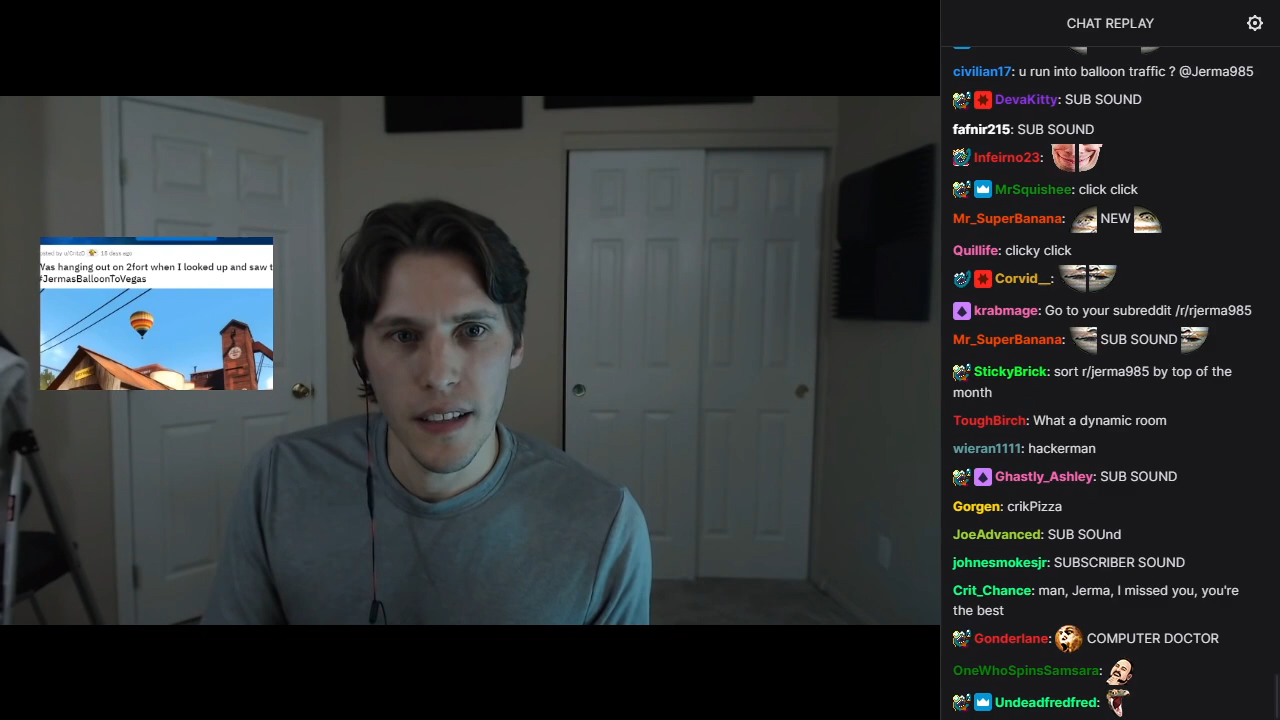 CHAT REPLAY
civilian17: u run into balloon traffic ? @Jerma985
DevaKitty: SUB SOUND
fafnir215: SUB SOUND
Infeirno23:
MrSquishee: click click
Mr_SuperBanana: NEW
Quillife: clicky click
Corvid__:
krabmage: Go to your subreddit /r/rjerma985
Mr_SuperBanana: SUB SOUND
StickyBrick: sort r/jerma985 by top of the
month
ToughBirch: What a dynamic room
wieran1111: hackerman
Ghastly_Ashley: SUB SOUND
Gorgen: crikPizza
JoeAdvanced: SUB SOUnd
johnesmokesjr: SUBSCRIBER SOUND
Crit_Chance: man, Jerma, I missed you, you're
the best
Gonderlane: COMPUTER DOCTOR
OneWhoSpinsSamsara:
Undeadfredfred:
18 days ago
Was hanging out on 2fort when I looked up and saw t
#JermasBalloonToVegas